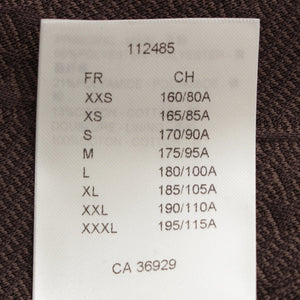 112485
FR CH
XXS 160/80A
XS 165/85A
S 170/90A
M 175/95A
L 180/100A
XL 185/105A
XXL 190/110A
XXXL 195/115A
CA 36929